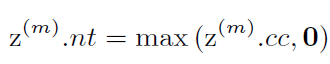 z^{(m)}.nt = max (z^{(m)}.cc, 0)